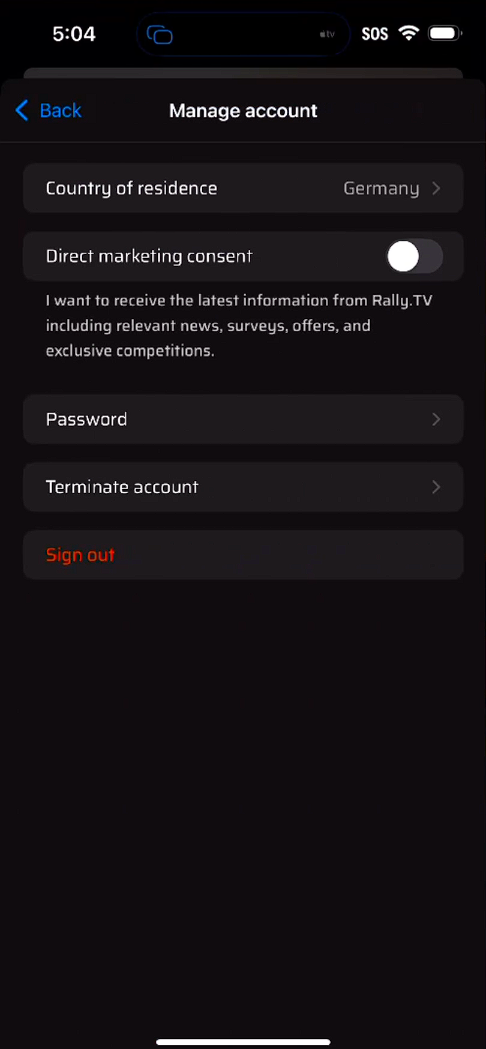 5:04
tv
SOS
Back
Manage account
Country of residence
Germany
Direct marketing consent
I want to receive the latest information from Rally.TV
including relevant news, surveys, offers, and
exclusive competitions.
Password
Terminate account
Sign out